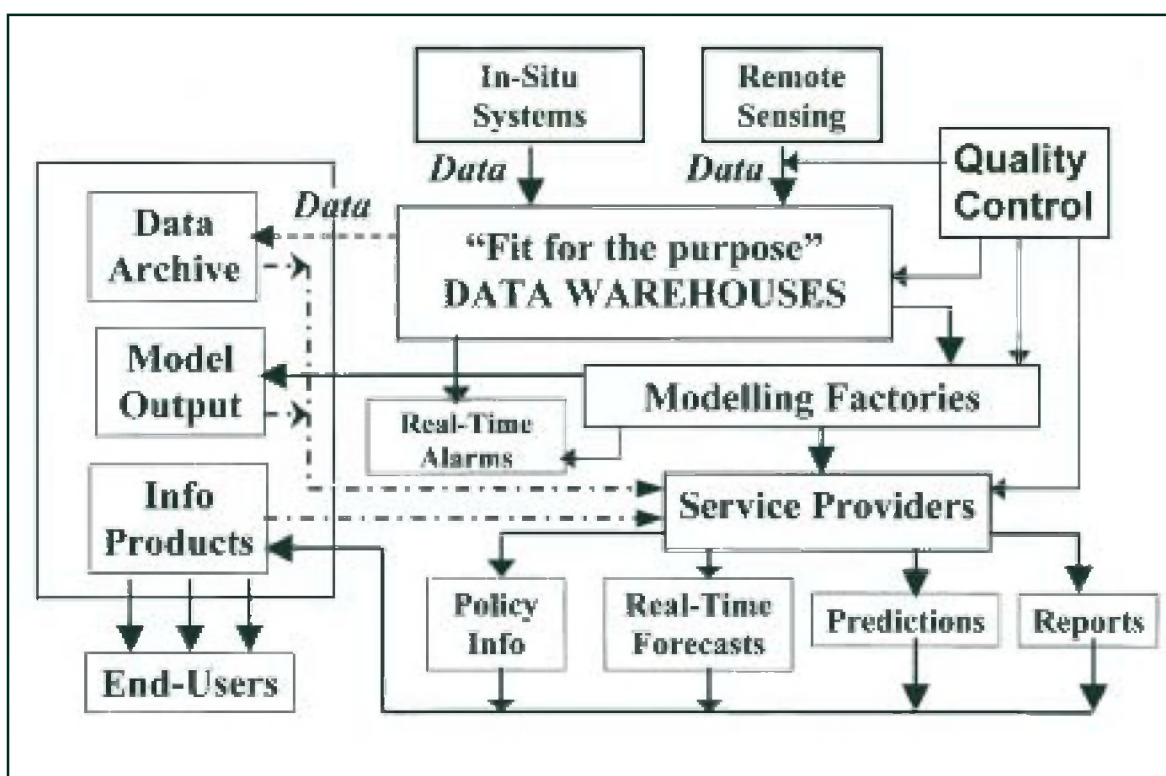 In-Situ
Systems
Remote
Sensing
Quality
Control
Data
Data
Data
Data
Archive
"Fit for the purpose"
DATA WAREHOUSES
Model
Output
Modelling Factories
Real-Time
Alarms
Info
Products
Service Providers
Policy
Info
Real-Time
Forecasts
Predictions
Reports
End-Users